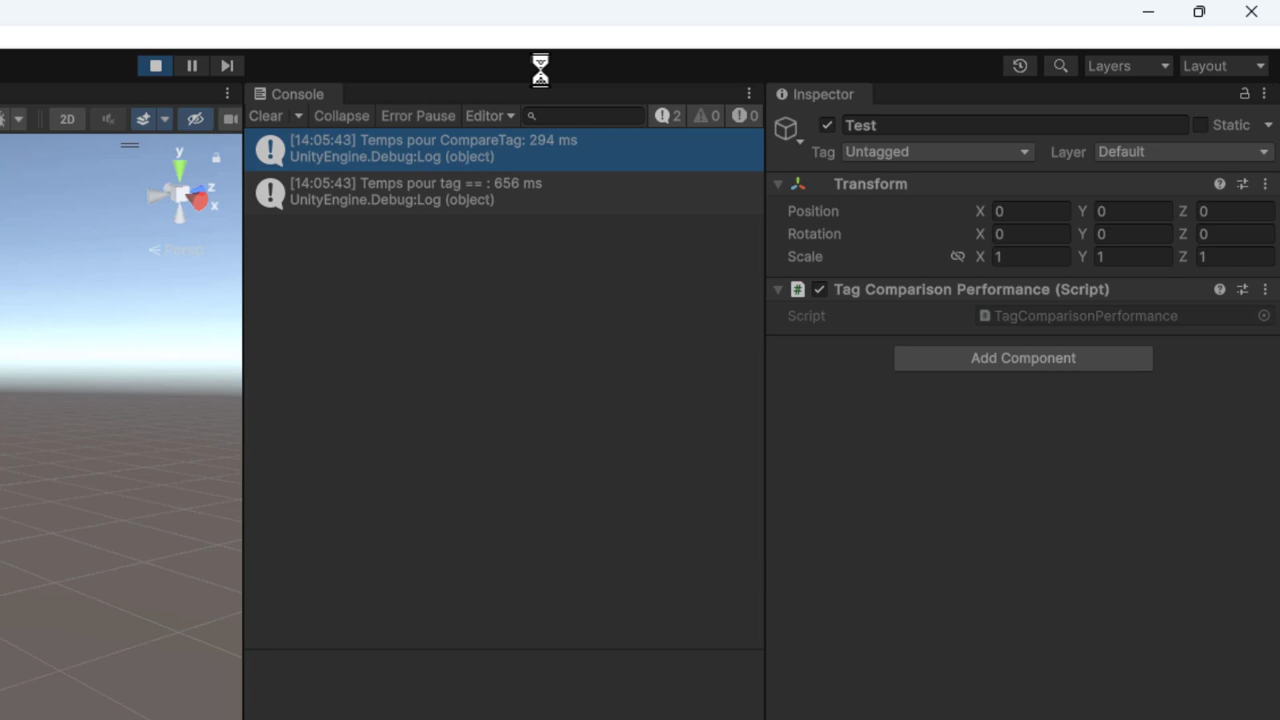 Layers
Layout
Console
Inspector
Clear
Collapse
Error Pause
Editor
2
0
0
2D
[14:05:43] Temps pour CompareTag: 294 ms
UnityEngine.Debug:Log (object)
[14:05:43] Temps pour tag == : 656 ms
UnityEngine.Debug:Log (object)
y
z
x
Persp
Test
Static
Tag
Untagged
Layer
Default
Transform
Position X 0 Y 0 Z 0
Rotation X 0 Y 0 Z 0
Scale X 1 Y 1 Z 1
# Tag Comparison Performance (Script)
Script
TagComparisonPerformance
Add Component